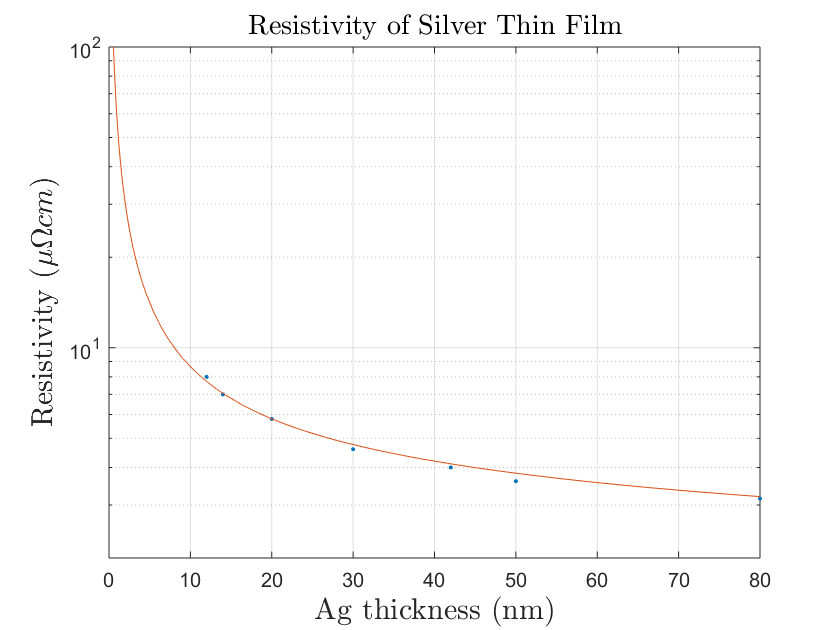 Resistivity of Silver Thin Film
10²
10¹
Resistivity (μΩcm)
0 10 20 30 40 50 60 70 80
Ag thickness (nm)